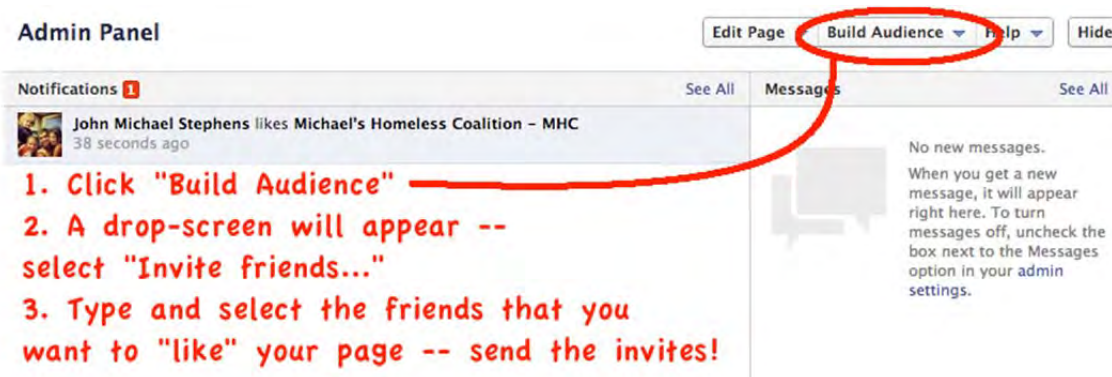 Admin Panel
Edit Page
Build Audience
Help
Hide
Notifications 1
See All
Messages
See All
John Michael Stephens likes Michael's Homeless Coalition – MHC
38 seconds ago
1. Click "Build Audience"
2. A drop-screen will appear --
select "Invite friends..."
3. Type and select the friends that you
want to "like" your page -- send the invites!
No new messages.
When you get a new
message, it will appear
right here. To turn
messages off, uncheck the
box next to the Messages
option in your admin
settings.